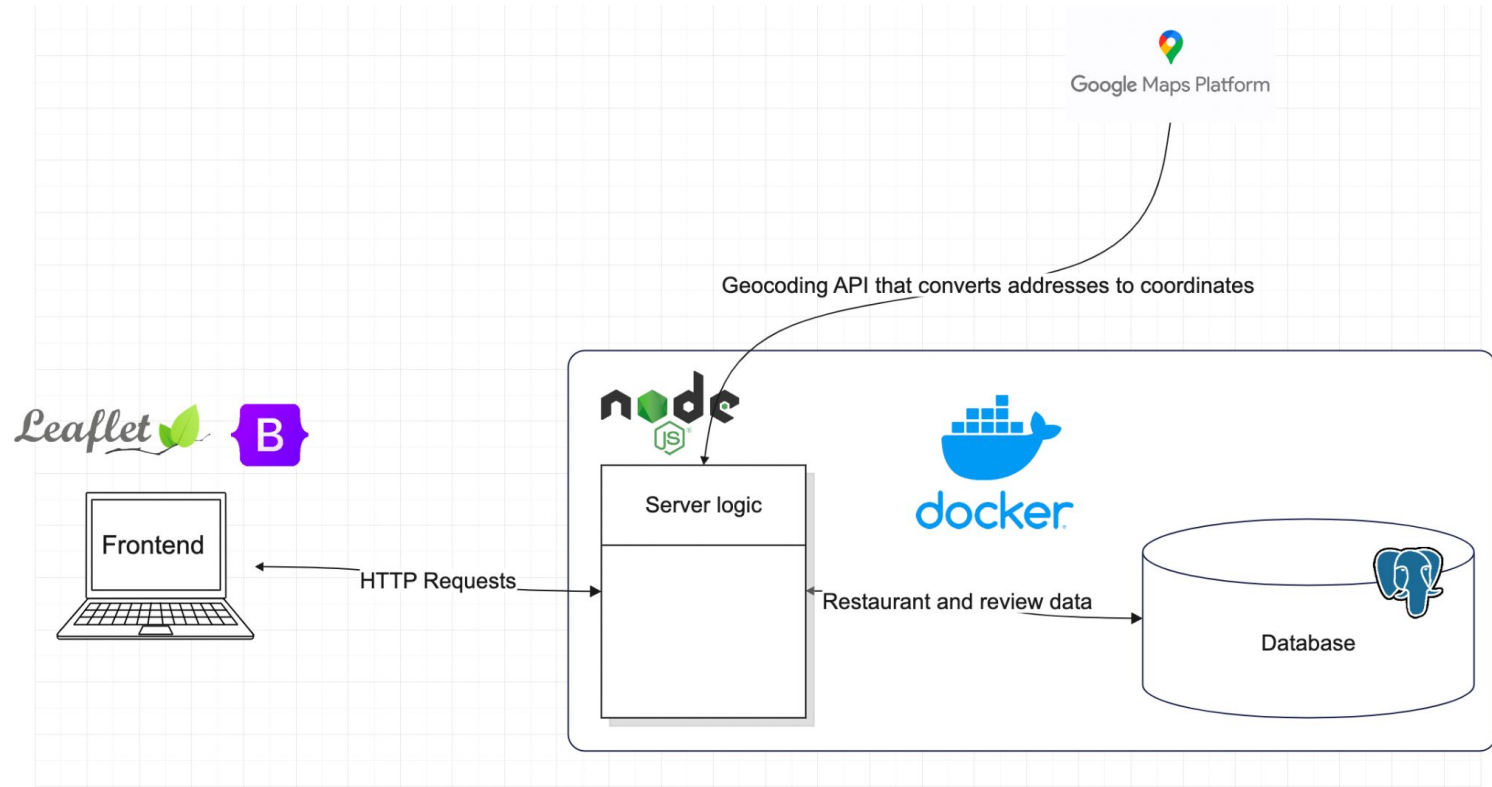 Google Maps Platform
Geocoding API that converts addresses to coordinates
node
JS
Leaflet
B
docker
Server logic
Frontend
HTTP Requests
Restaurant and review data
Database